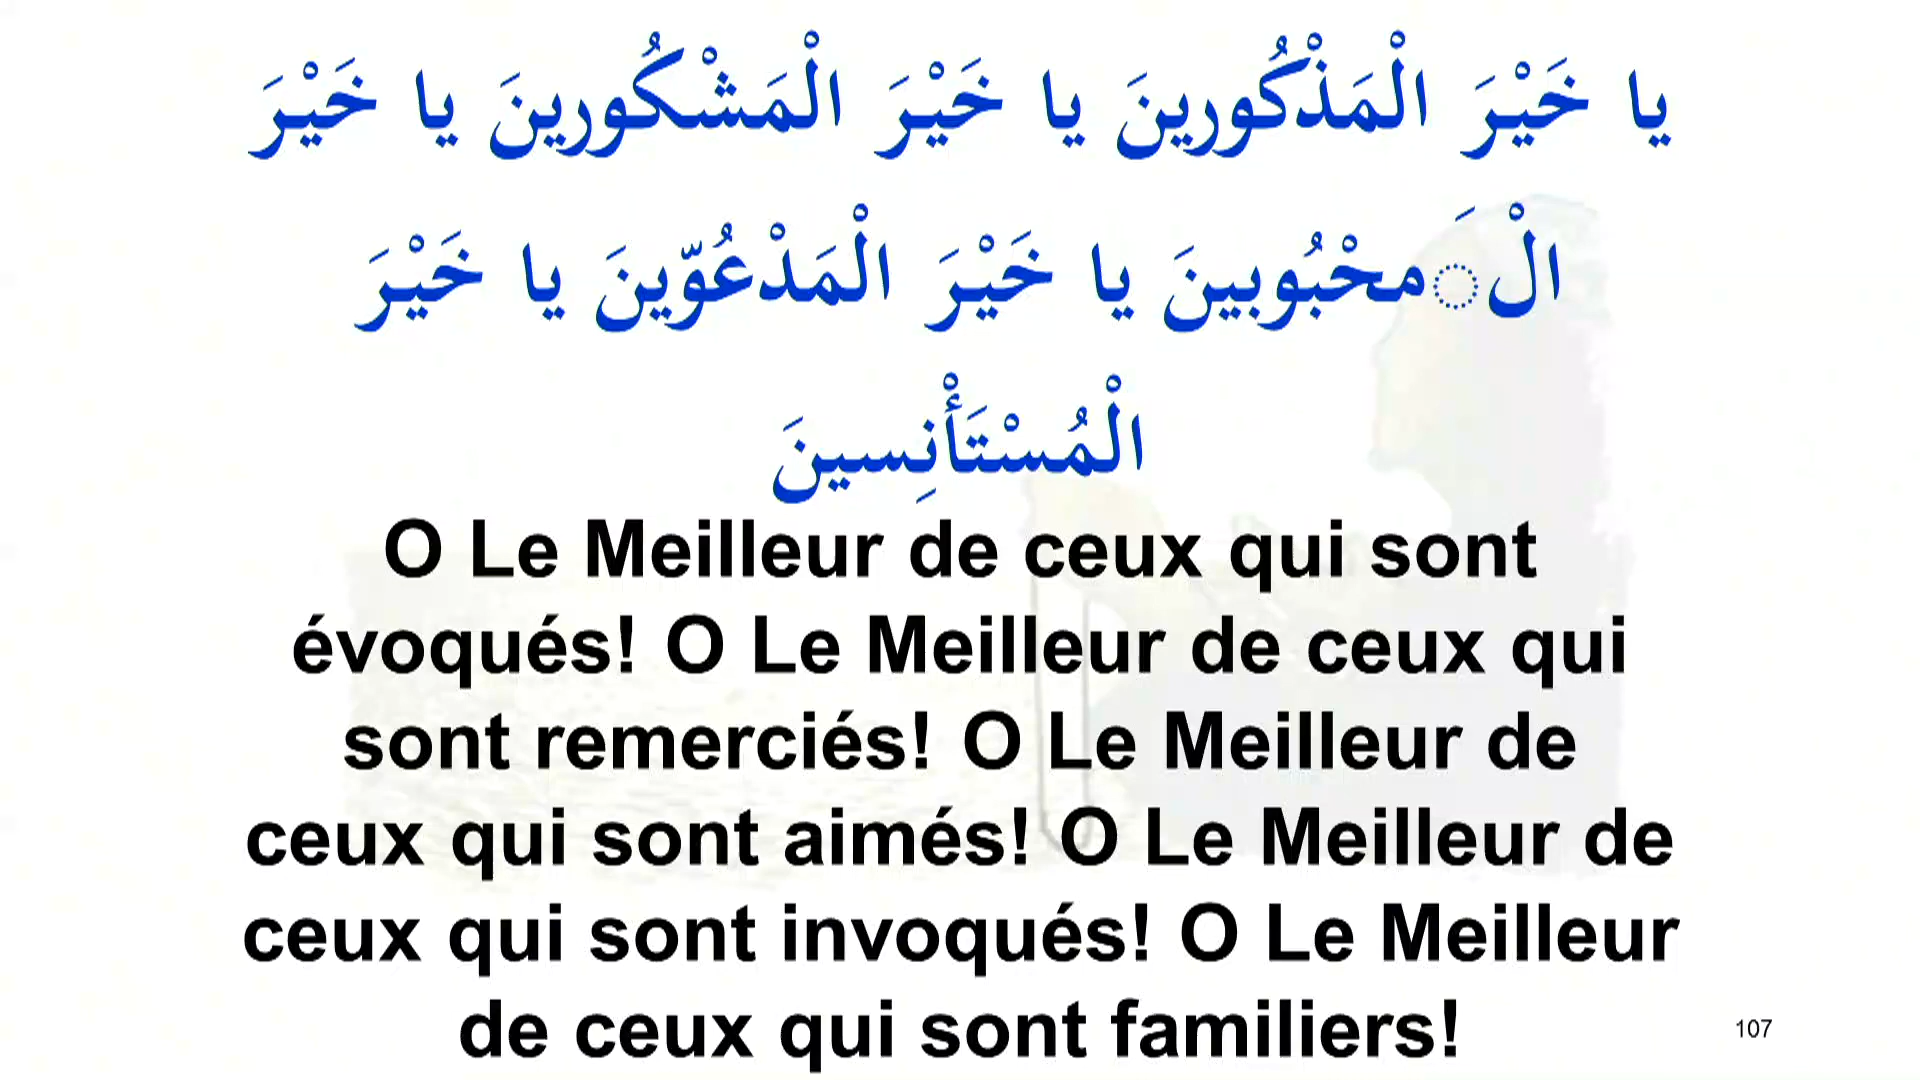 يا خَيْرَ الْمَذْكُورينَ يا خَيْرَ الْمَشْكُورينَ يا خَيْرَ
الْ َمحْبُوبينَ يا خَيْرَ الْمَدْعُوّينَ يا خَيْرَ
الْمُسْتَأْنِسينَ
O Le Meilleur de ceux qui sont
évoqués! O Le Meilleur de ceux qui
sont remerciés! O Le Meilleur de
ceux qui sont aimés! O Le Meilleur de
ceux qui sont invoqués! O Le Meilleur
de ceux qui sont familiers!
107